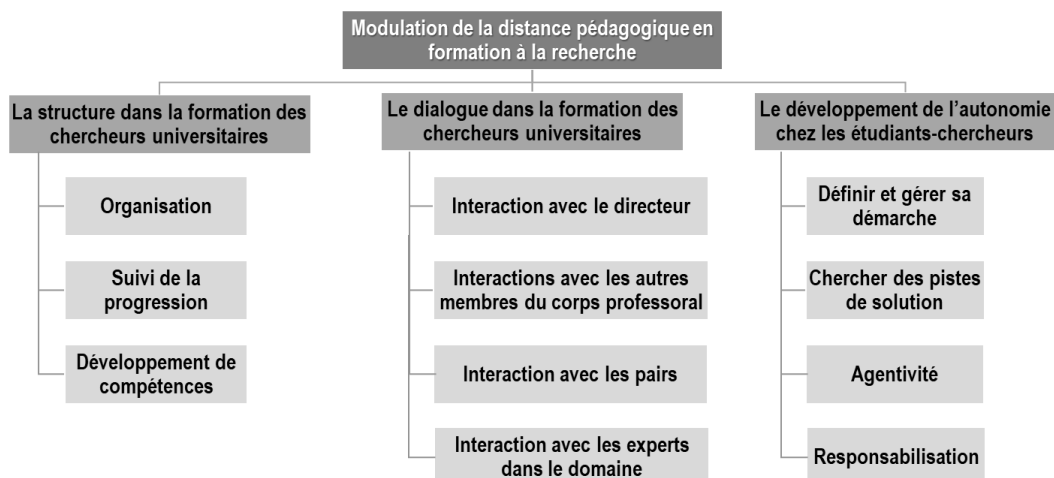 Modulation de la distance pédagogique en
formation à la recherche
La structure dans la formation des
chercheurs universitaires
Organisation
Suivi de la
progression
Développement de
compétences
Le dialogue dans la formation des
chercheurs universitaires
Interaction avec le directeur
Interactions avec les autres
membres du corps professoral
Interaction avec les pairs
Interaction avec les experts
dans le domaine
Le développement de l’autonomie
chez les étudiants-chercheurs
Définir et gérer sa
démarche
Chercher des pistes
de solution
Agentivité
Responsabilisation